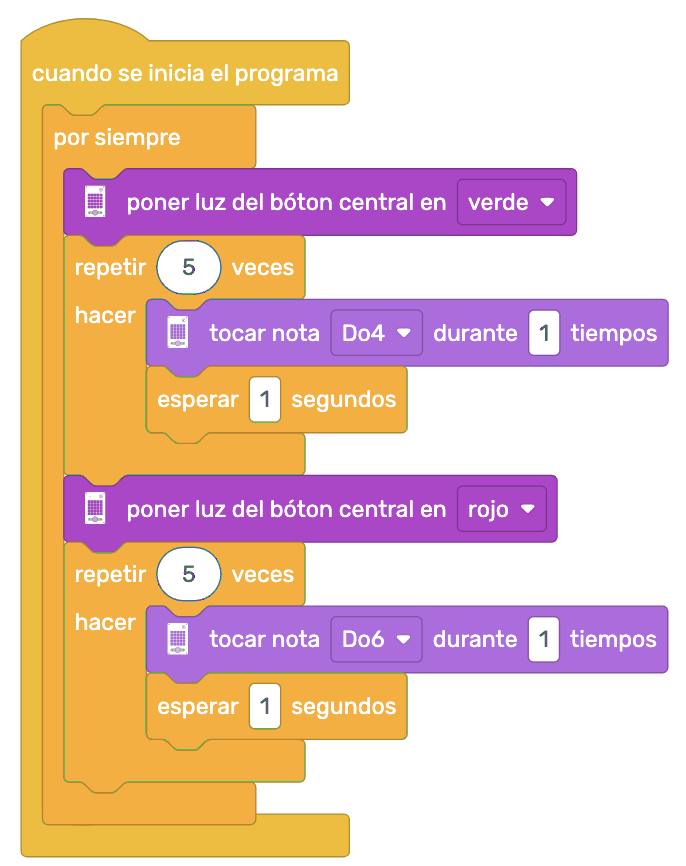 cuando se inicia el programa
por siempre
poner luz del bóton central en verde
repetir 5 veces
hacer
tocar nota Do4 durante 1 tiempos
esperar 1 segundos
poner luz del bóton central en rojo
repetir 5 veces
hacer
tocar nota Do6 durante 1 tiempos
esperar 1 segundos